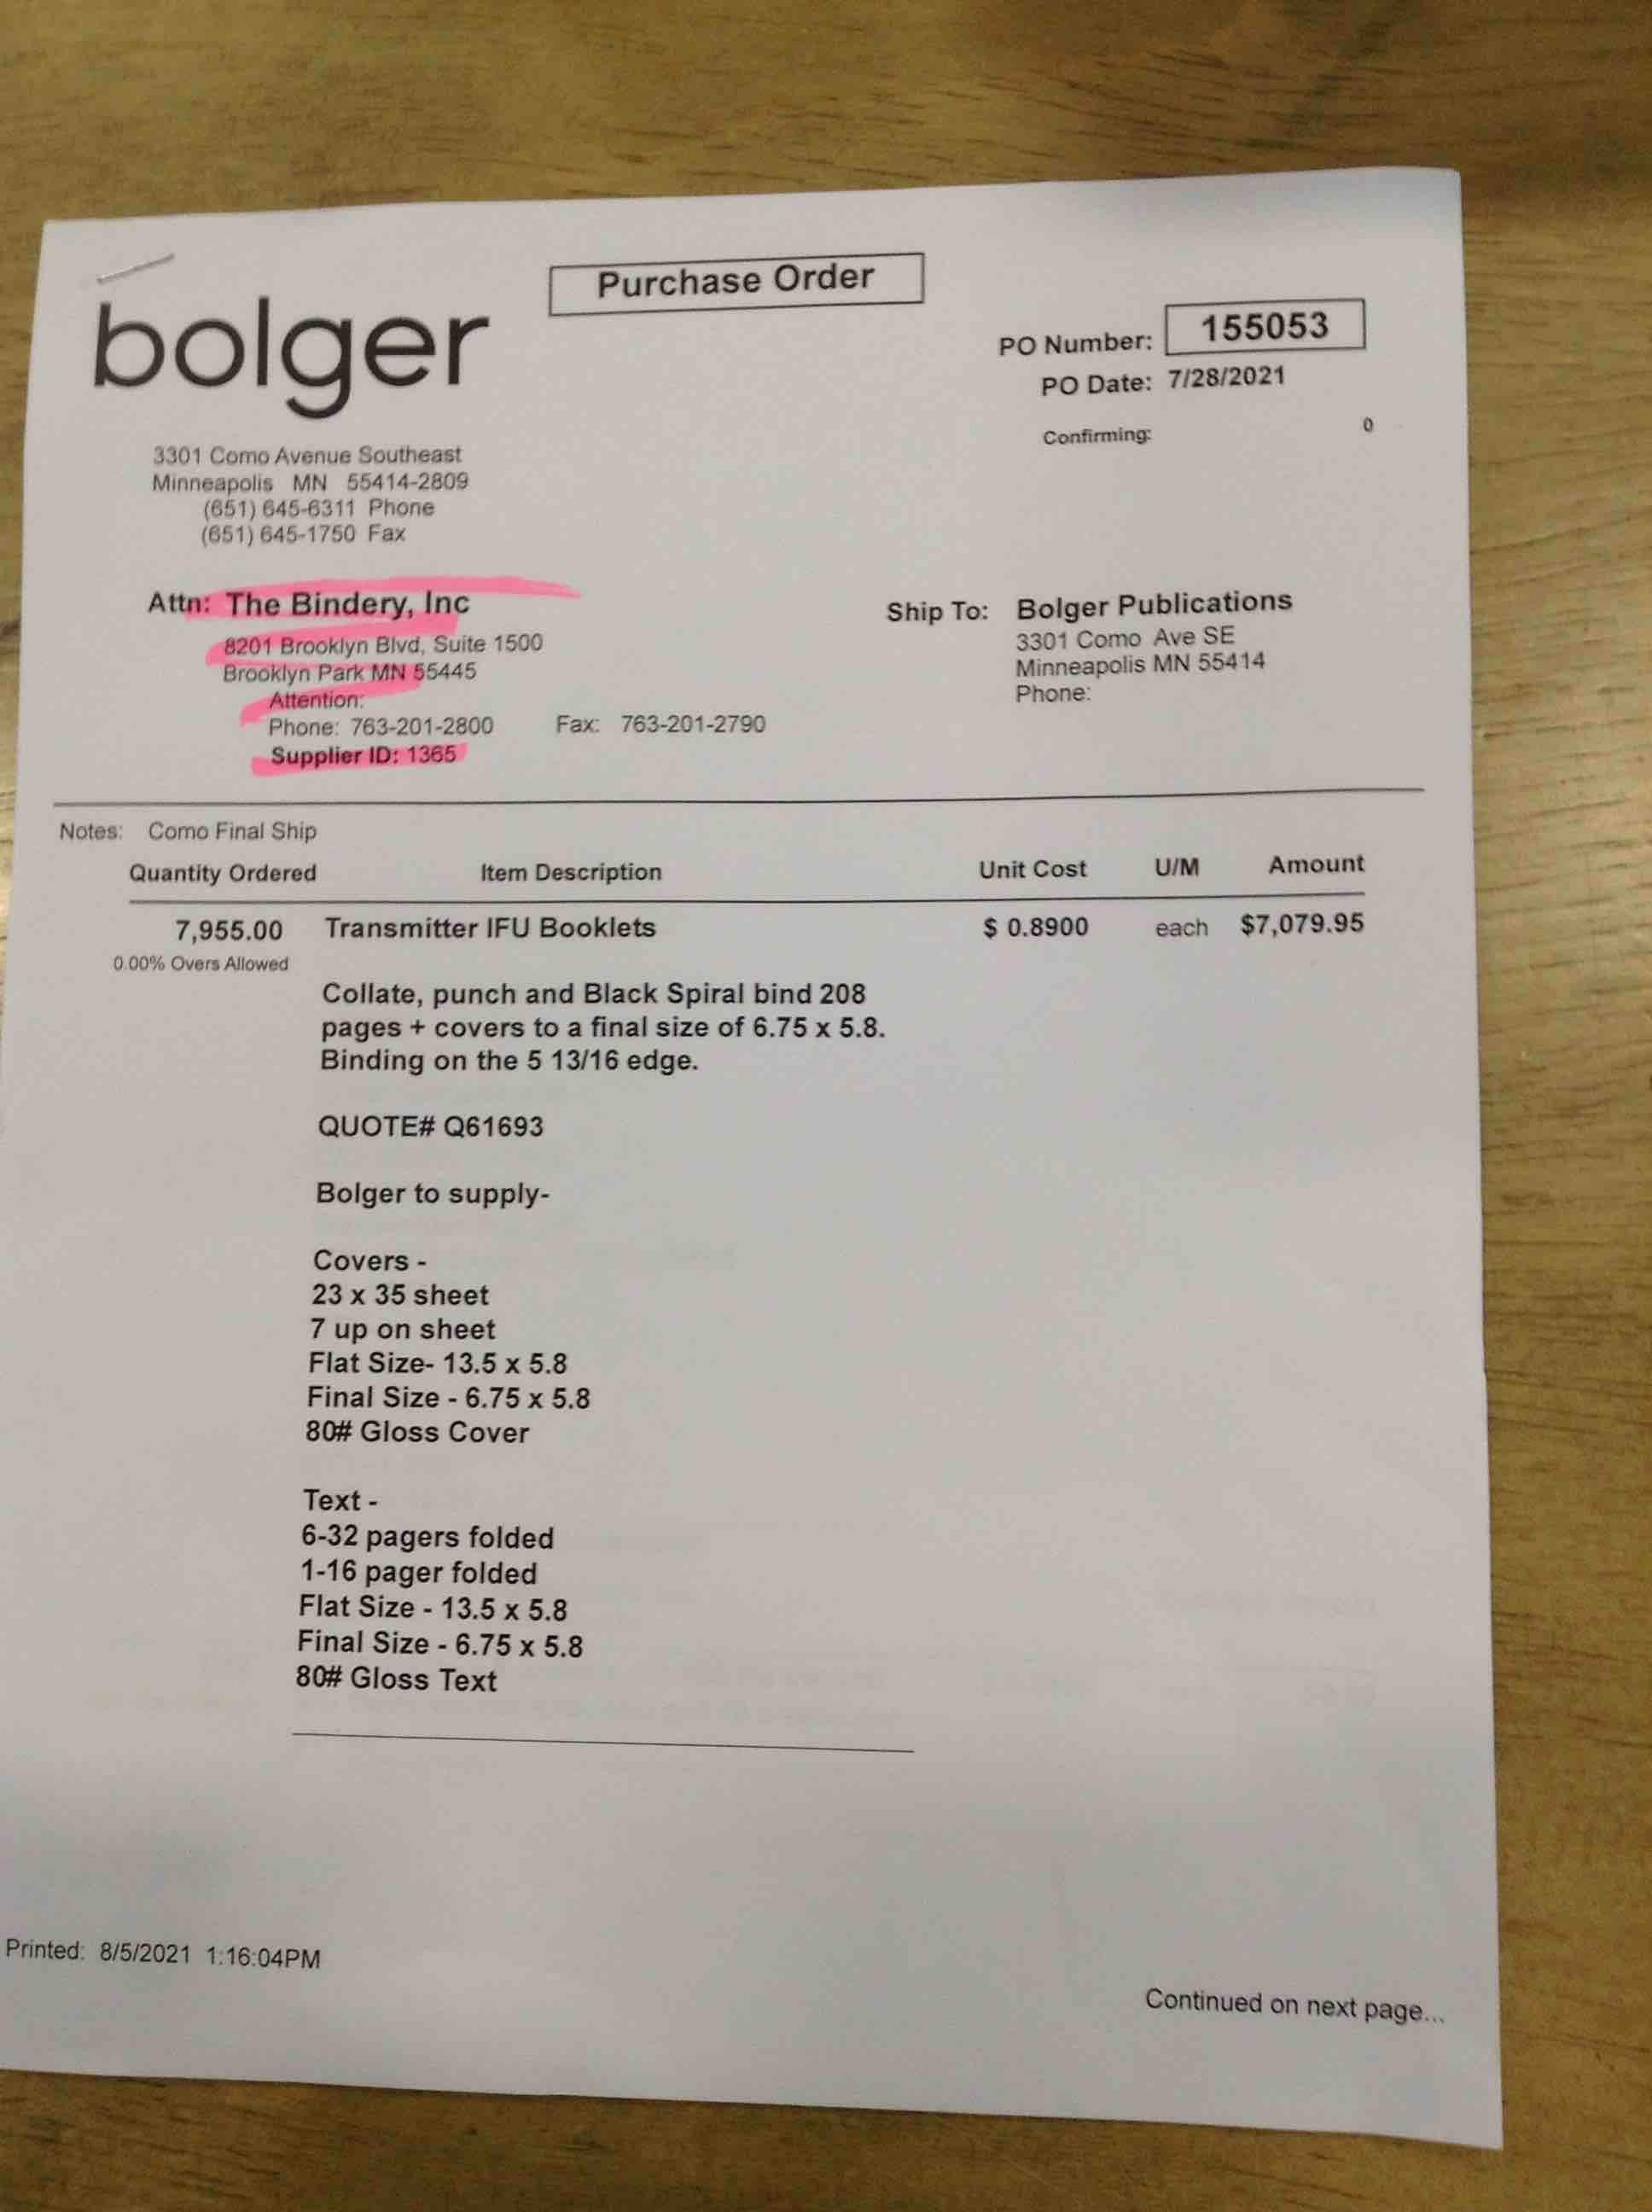 Purchase Order
bolger
PO Number: 155053
PO Date: 7/28/2021
Confirming: 0
3301 Como Avenue Southeast
Minneapolis MN 55414-2809
(651) 645-6311 Phone
(651) 645-1750 Fax
Attn: The Bindery, Inc
8201 Brooklyn Blvd, Suite 1500
Brooklyn Park MN 55445
Attention:
Phone: 763-201-2800 Fax: 763-201-2790
Supplier ID: 1365
Ship To: Bolger Publications
3301 Como Ave SE
Minneapolis MN 55414
Phone:
Notes: Como Final Ship
Quantity Ordered Item Description Unit Cost U/M Amount
7,955.00 Transmitter IFU Booklets $ 0.8900 each $7,079.95
0.00% Overs Allowed
Collate, punch and Black Spiral bind 208
pages + covers to a final size of 6.75 x 5.8.
Binding on the 5 13/16 edge.
QUOTE# Q61693
Bolger to supply-
Covers -
23 x 35 sheet
7 up on sheet
Flat Size- 13.5 x 5.8
Final Size - 6.75 x 5.8
80# Gloss Cover
Text -
6-32 pagers folded
1-16 pager folded
Flat Size - 13.5 x 5.8
Final Size - 6.75 x 5.8
80# Gloss Text
Printed: 8/5/2021 1:16:04PM
Continued on next page...